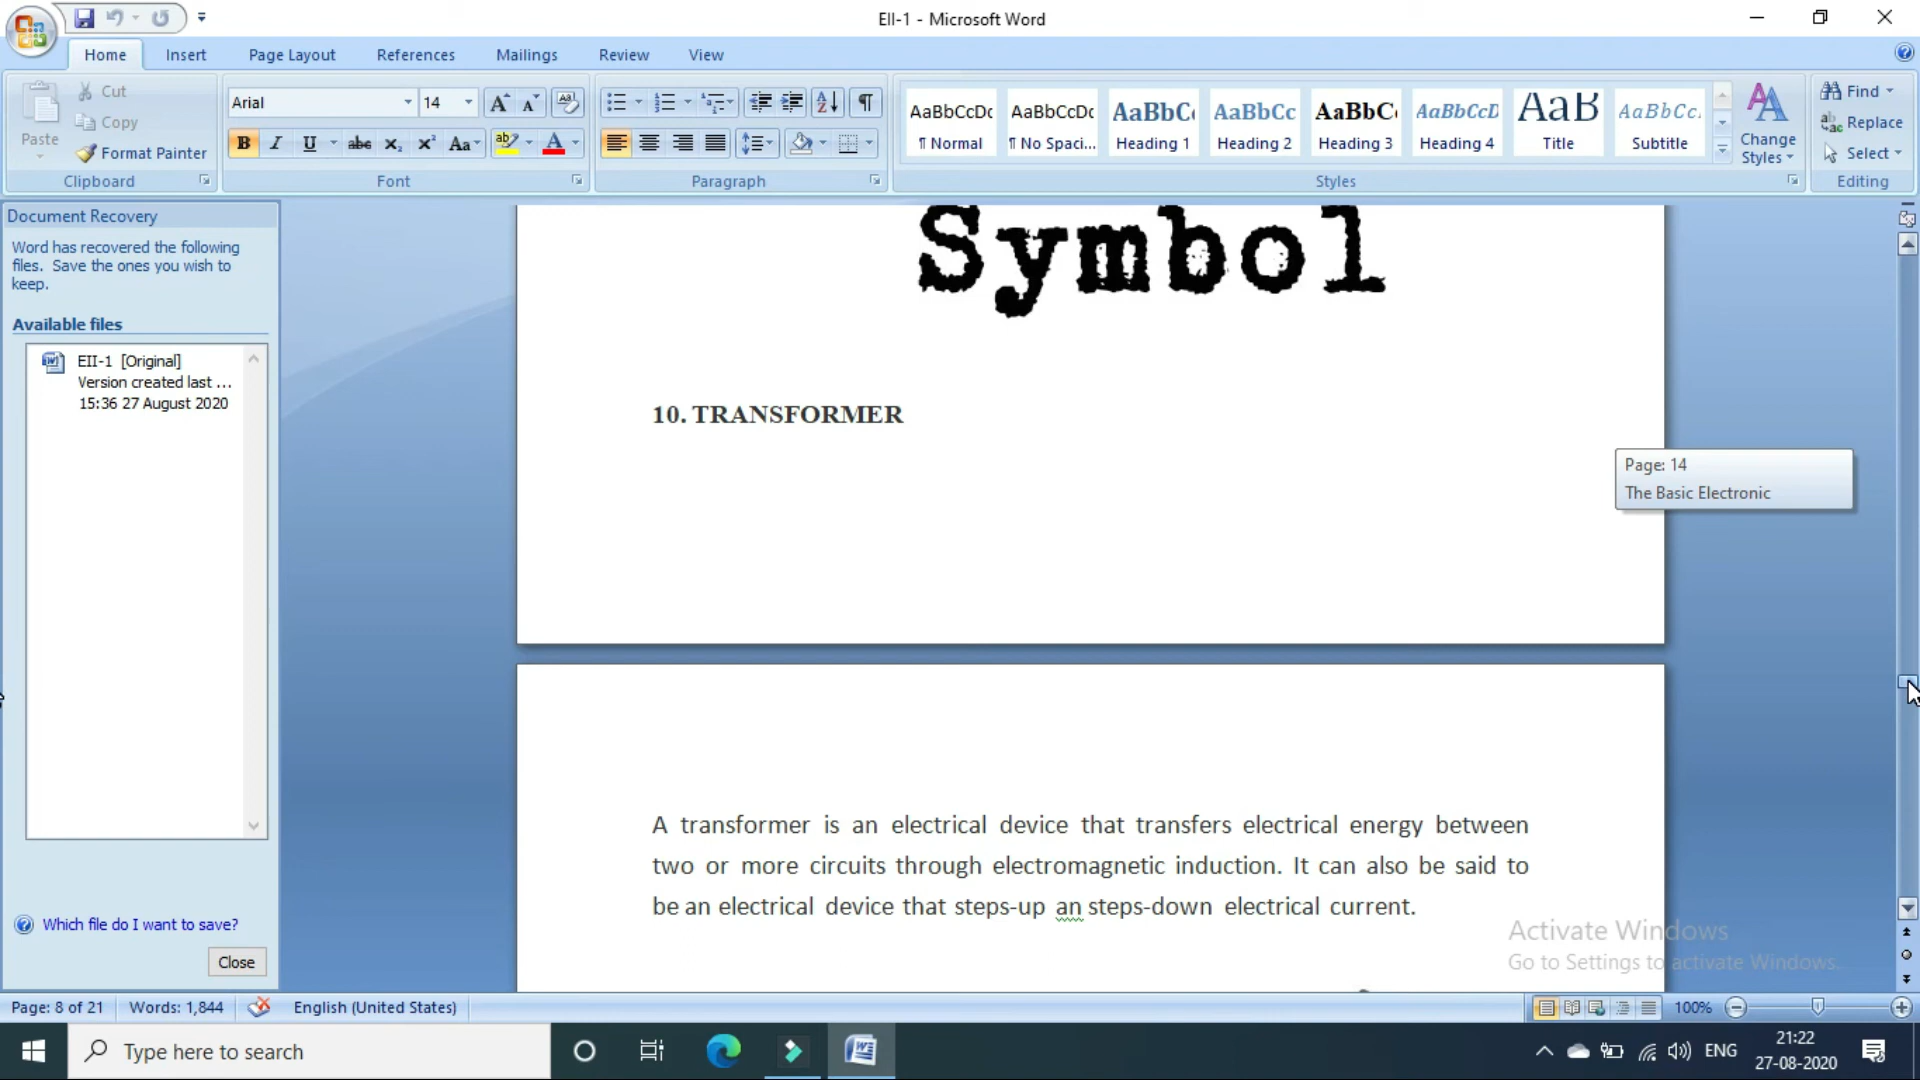 EII-1 - Microsoft Word
Home Insert Page Layout References Mailings Review View
Paste
Cut
Copy
Format Painter
Clipboard
Arial 14
B I U abc X₂ X² Aa ab A
Font
Paragraph
AaBbCcDc AaBbCcDc AaBbC AaBbCc AaBbC AaBbCcD AaB AaBbCc.
¶ Normal ¶ No Spaci... Heading 1 Heading 2 Heading 3 Heading 4 Title Subtitle
Change
Styles
Styles
Find
Replace
Select
Editing
Document Recovery
Word has recovered the following
files. Save the ones you wish to
keep.
Available files
EII-1 [Original]
Version created last ...
15:36 27 August 2020
Which file do I want to save?
Close
Symbol
10. TRANSFORMER
Page: 14
The Basic Electronic
A transformer is an electrical device that transfers electrical energy between
two or more circuits through electromagnetic induction. It can also be said to
be an electrical device that steps-up an steps-down electrical current.
Activate Windows
Go to Settings to activate Windows.
Page: 8 of 21 Words: 1,844 English (United States) 100%
Type here to search
ENG
21:22
27-08-2020